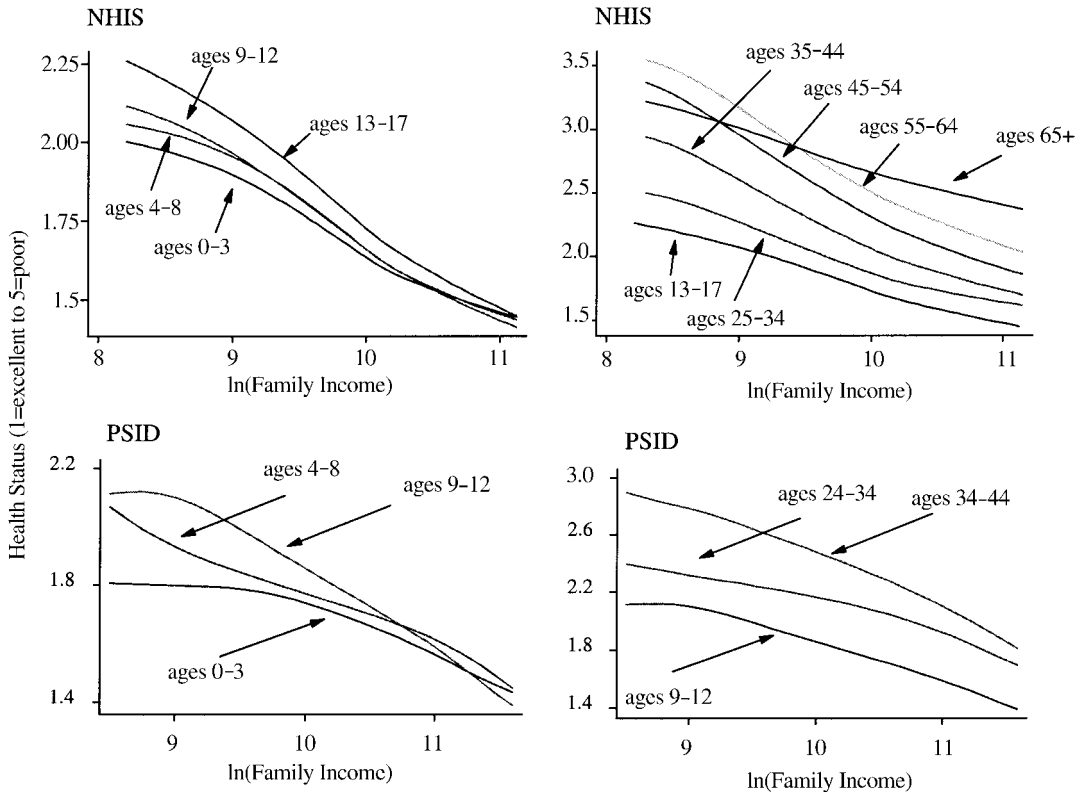 NHIS
2.25
2.00
1.75
1.5
ages 9-12
ages 13-17
ages 4-8
ages 0-3
8 9 10 11
ln(Family Income)
NHIS
3.5
3.0
2.5
2.0
1.5
ages 35-44
ages 45-54
ages 55-64
ages 65+
ages 13-17
ages 25-34
9 10 11
ln(Family Income)
Health Status (1=excellent to 5=poor)
PSID
2.2
1.8
1.4
ages 4-8
ages 9-12
ages 0-3
9 10 11
ln(Family Income)
PSID
3.0
2.6
2.2
1.8
1.4
ages 24-34
ages 34-44
ages 9-12
9 10 11
ln(Family Income)